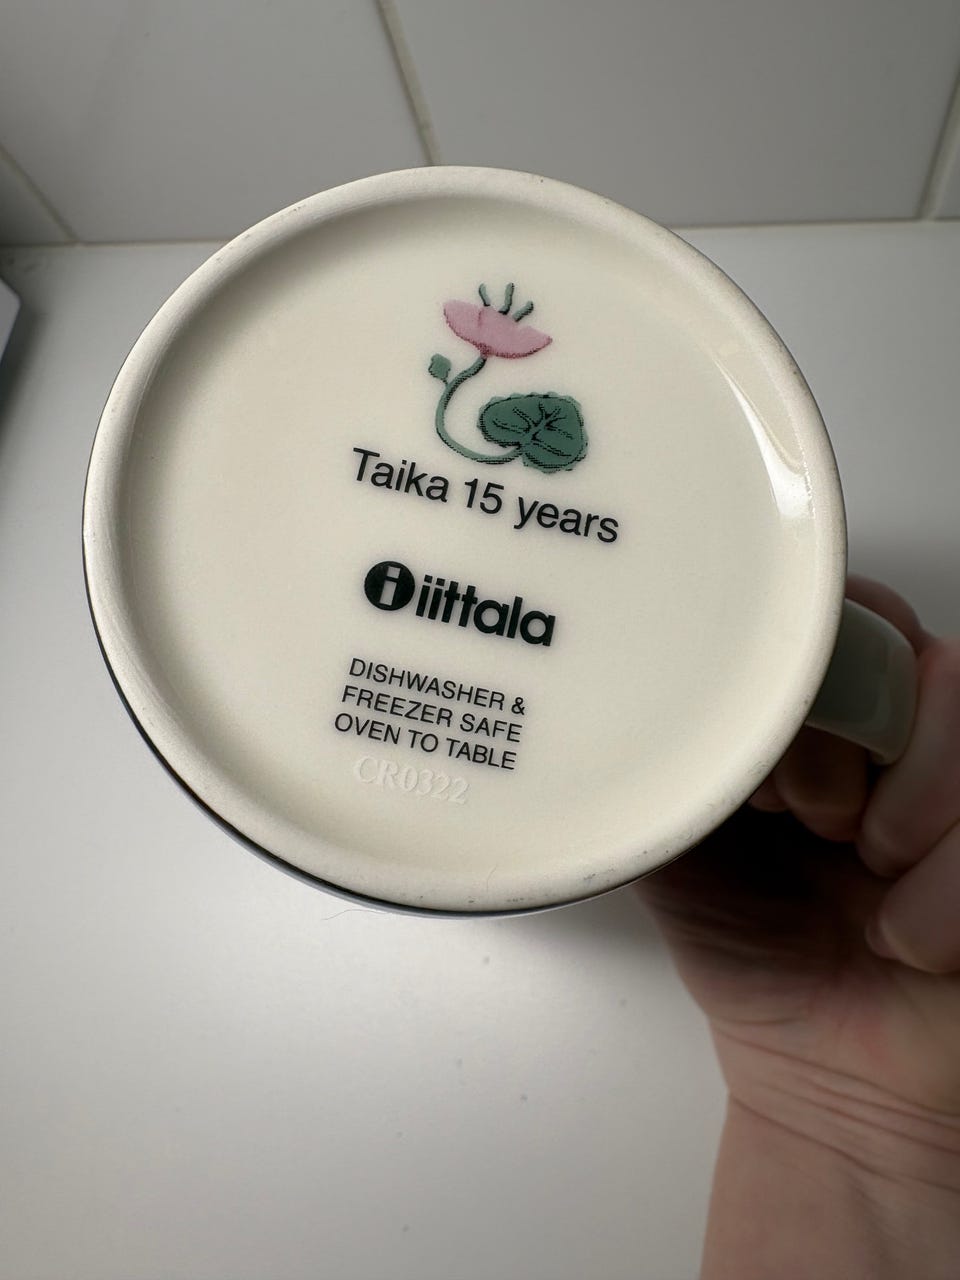 Taika 15 years
i iittala
DISHWASHER &
FREEZER SAFE
OVEN TO TABLE
CR0322